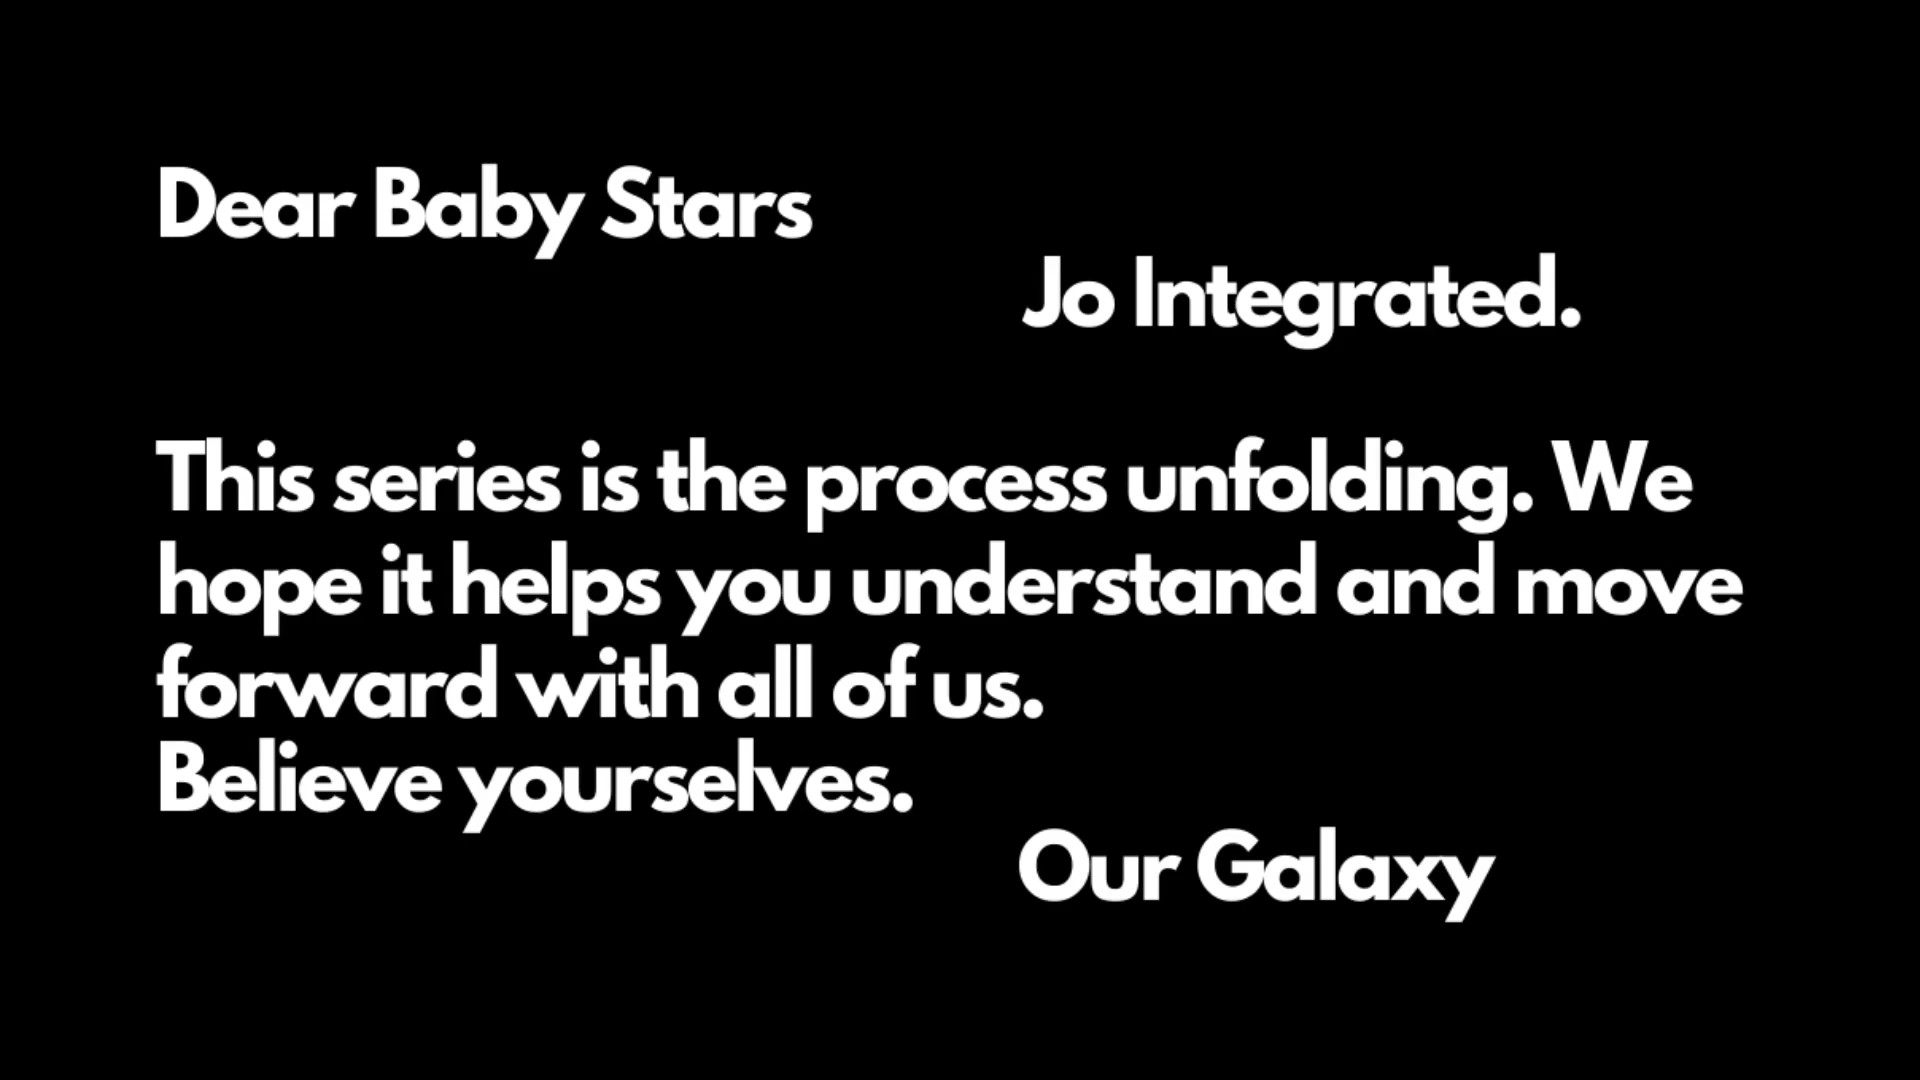 Dear Baby Stars
Jo Integrated.
This series is the process unfolding. We
hope it helps you understand and move
forward with all of us.
Believe yourselves.
Our Galaxy